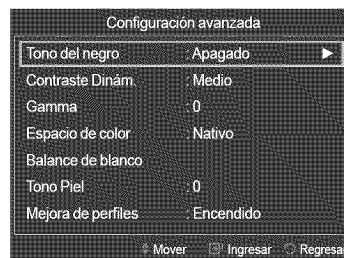 Configuración avanzada
Tono del negro : Apagado ►
Contraste Dinám. : Medio
Gamma : 0
Espacio de color : Nativo
Balance de blanco
Tono Piel : 0
Mejora de perfiles : Encendido
Mover Ingresar Regresar